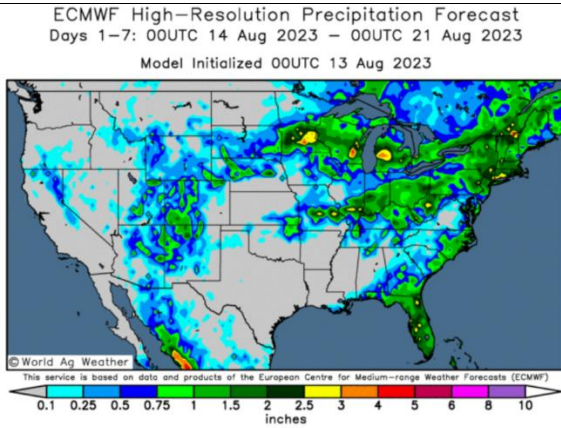 ECMWF High-Resolution Precipitation Forecast
Days 1-7: 00UTC 14 Aug 2023 - 00UTC 21 Aug 2023
Model Initialized 00UTC 13 Aug 2023
© World Ag Weather
This service is based on data and products of the European Centre for Medium-range Weather Forecasts (ECMWF)
0.1 0.25 0.5 0.75 1 1.5 2 2.5 3 4 5 6 8 10
inches